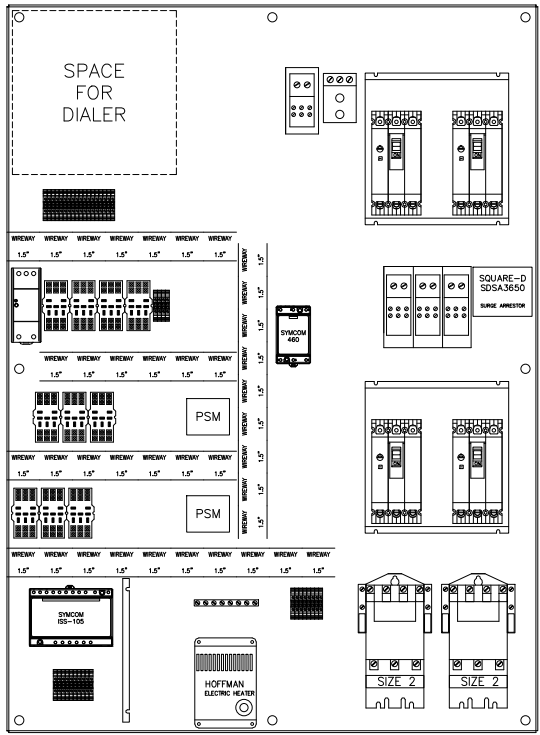 SPACE
FOR
DIALER
WIREWAY WIREWAY WIREWAY WIREWAY WIREWAY WIREWAY WIREWAY
1.5" 1.5" 1.5" 1.5" 1.5" 1.5" 1.5"
WIREWAY WIREWAY WIREWAY WIREWAY WIREWAY WIREWAY WIREWAY WIREWAY WIREWAY
1.5" 1.5" 1.5" 1.5" 1.5" 1.5" 1.5" 1.5" 1.5"
SQUARE-D
SDSA3650
SURGE ARRESTOR
SYMCOM
460
WIREWAY WIREWAY WIREWAY WIREWAY WIREWAY WIREWAY
1.5" 1.5" 1.5" 1.5" 1.5" 1.5"
PSM
WIREWAY WIREWAY WIREWAY WIREWAY WIREWAY WIREWAY WIREWAY
1.5" 1.5" 1.5" 1.5" 1.5" 1.5" 1.5"
PSM
WIREWAY WIREWAY WIREWAY WIREWAY WIREWAY WIREWAY WIREWAY WIREWAY WIREWAY WIREWAY
1.5" 1.5" 1.5" 1.5" 1.5" 1.5" 1.5" 1.5" 1.5" 1.5"
SYMCOM
ISS-105
HOFFMAN
ELECTRIC HEATER
SIZE 2
SIZE 2